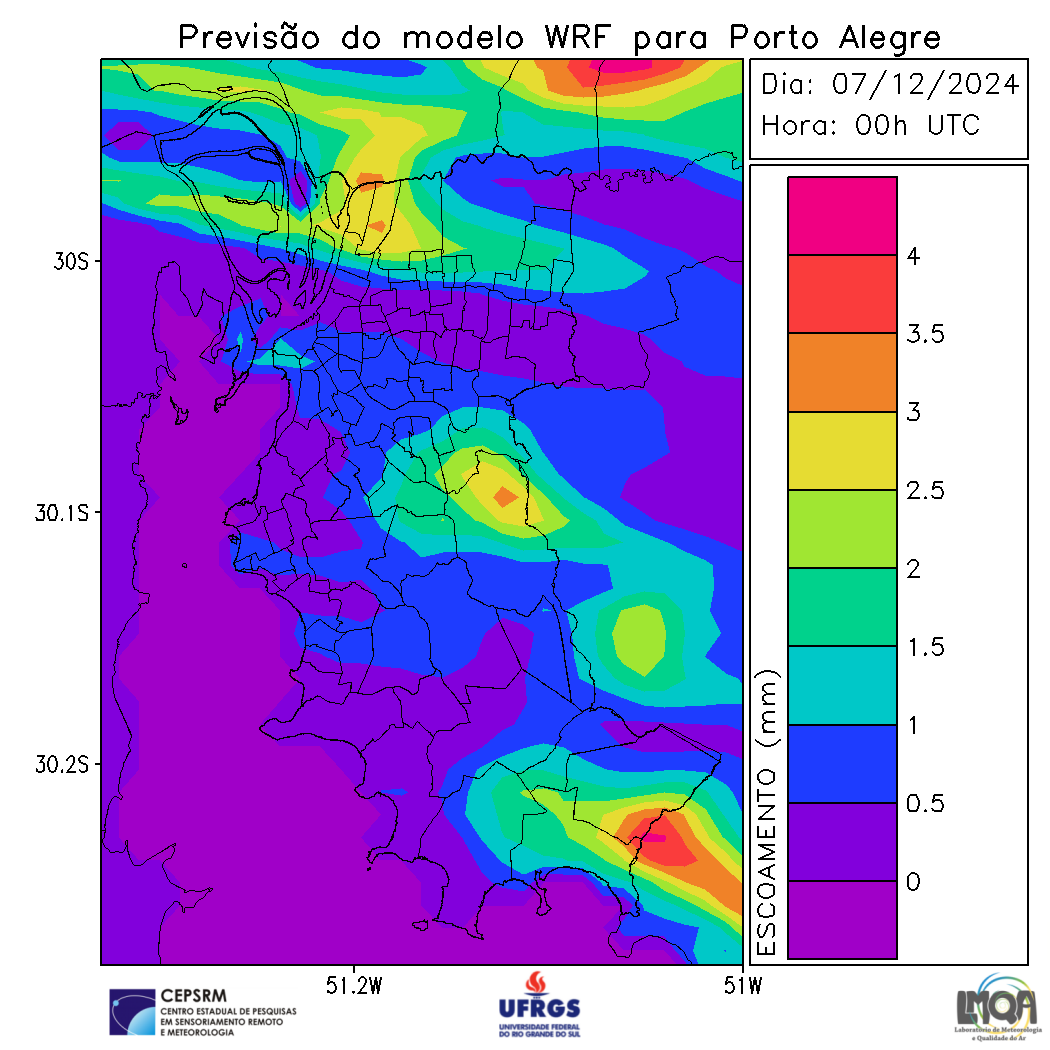 Previsão do modelo WRF para Porto Alegre
Dia: 07/12/2024
Hora: 00h UTC
30S
30.1S
30.2S
51.2W
51W
4
3.5
3
2.5
2
1.5
1
0.5
0
ESCOAMENTO (mm)
CEPSRM
CENTRO ESTADUAL DE PESQUISAS
EM SENSORIAMENTO REMOTO
E METEOROLOGIA
UFRGS
UNIVERSIDADE FEDERAL
DO RIO GRANDE DO SUL
LMQA
Laboratório de Meteorologia
e Qualidade do Ar